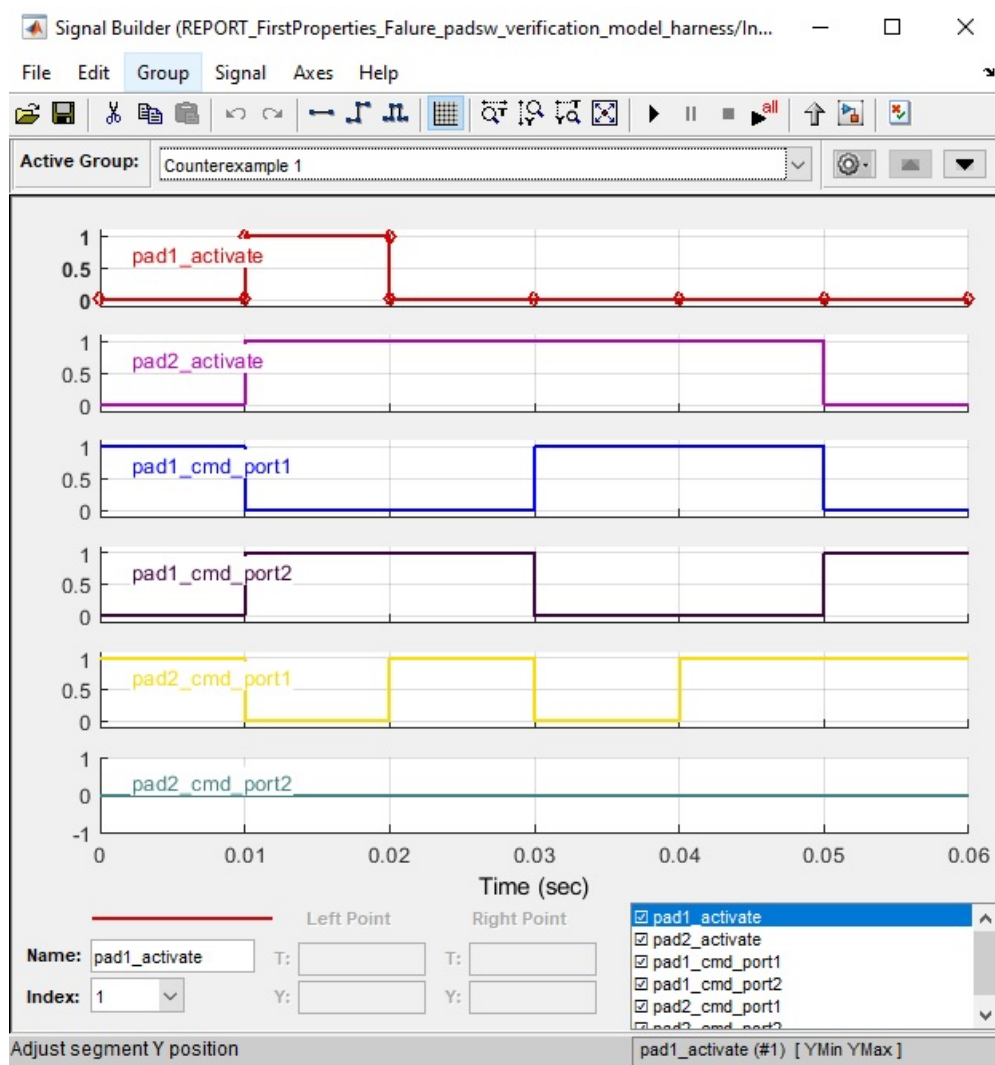 Signal Builder (REPORT_FirstProperties_Falure_padsw_verification_model_harness/In...
File Edit Group Signal Axes Help
all
Active Group: Counterexample 1
1
pad1_activate
0.5
0
1
pad2_activate
0.5
0
1
pad1_cmd_port1
0.5
0
1
pad1_cmd_port2
0.5
0
1
pad2_cmd_port1
0.5
0
1
pad2_cmd_port2
0
-1
0 0.01 0.02 0.03 0.04 0.05 0.06
Time (sec)
Left Point Right Point
Name: pad1_activate T: T:
Index: 1 Y: Y:
pad1_activate
pad2_activate
pad1_cmd_port1
pad1_cmd_port2
pad2_cmd_port1
pad2_cmd_port2
Adjust segment Y position pad1_activate (#1) [ YMin YMax ]